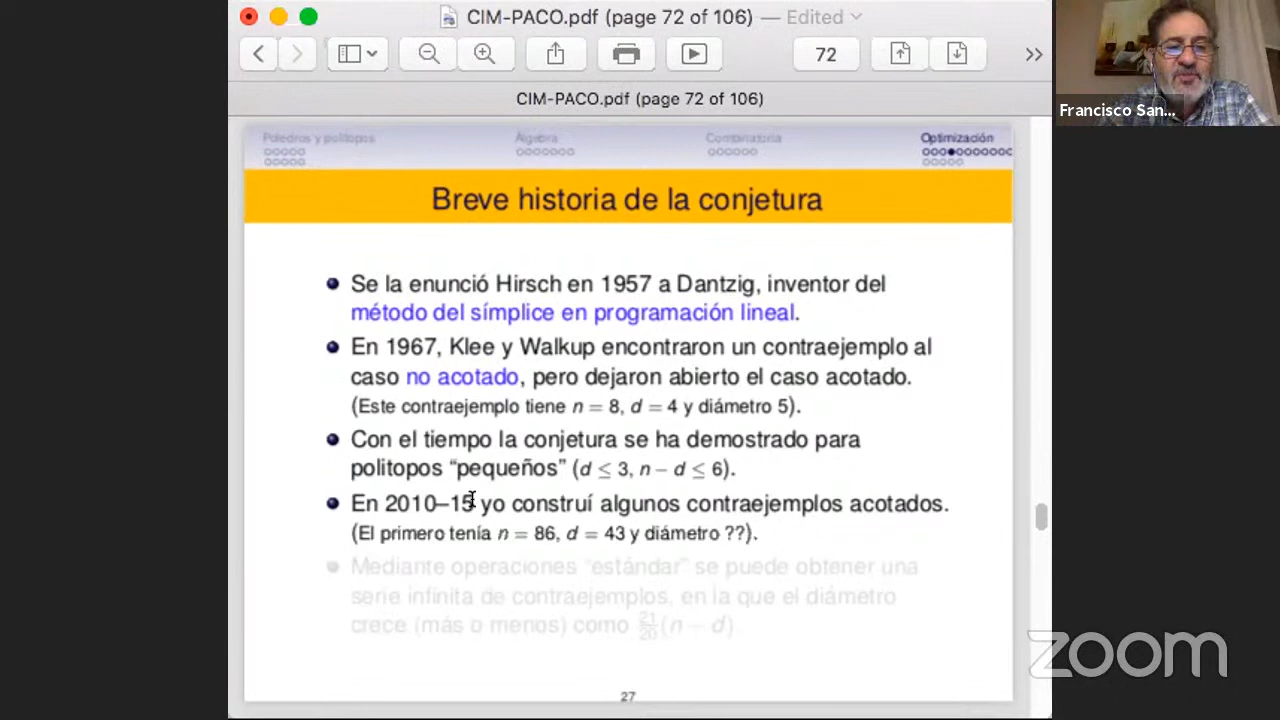 CIM-PACO.pdf (page 72 of 106) — Edited
72
CIM-PACO.pdf (page 72 of 106)
Francisco San...
Poliedros y politopos Álgebra Combinatoria Optimización
Breve historia de la conjetura
Se la enunció Hirsch en 1957 a Dantzig, inventor del
método del símplice en programación lineal.
En 1967, Klee y Walkup encontraron un contraejemplo al
caso no acotado, pero dejaron abierto el caso acotado.
(Este contraejemplo tiene n = 8, d = 4 y diámetro 5).
Con el tiempo la conjetura se ha demostrado para
politopos “pequeños” (d ≤ 3, n − d ≤ 6).
En 2010–15 yo construí algunos contraejemplos acotados.
(El primero tenía n = 86, d = 43 y diámetro ??).
Mediante operaciones “estándar” se puede obtener una
serie infinita de contraejemplos, en la que el diámetro
crece (más o menos) como 21/20 (n − d)
27
zoom